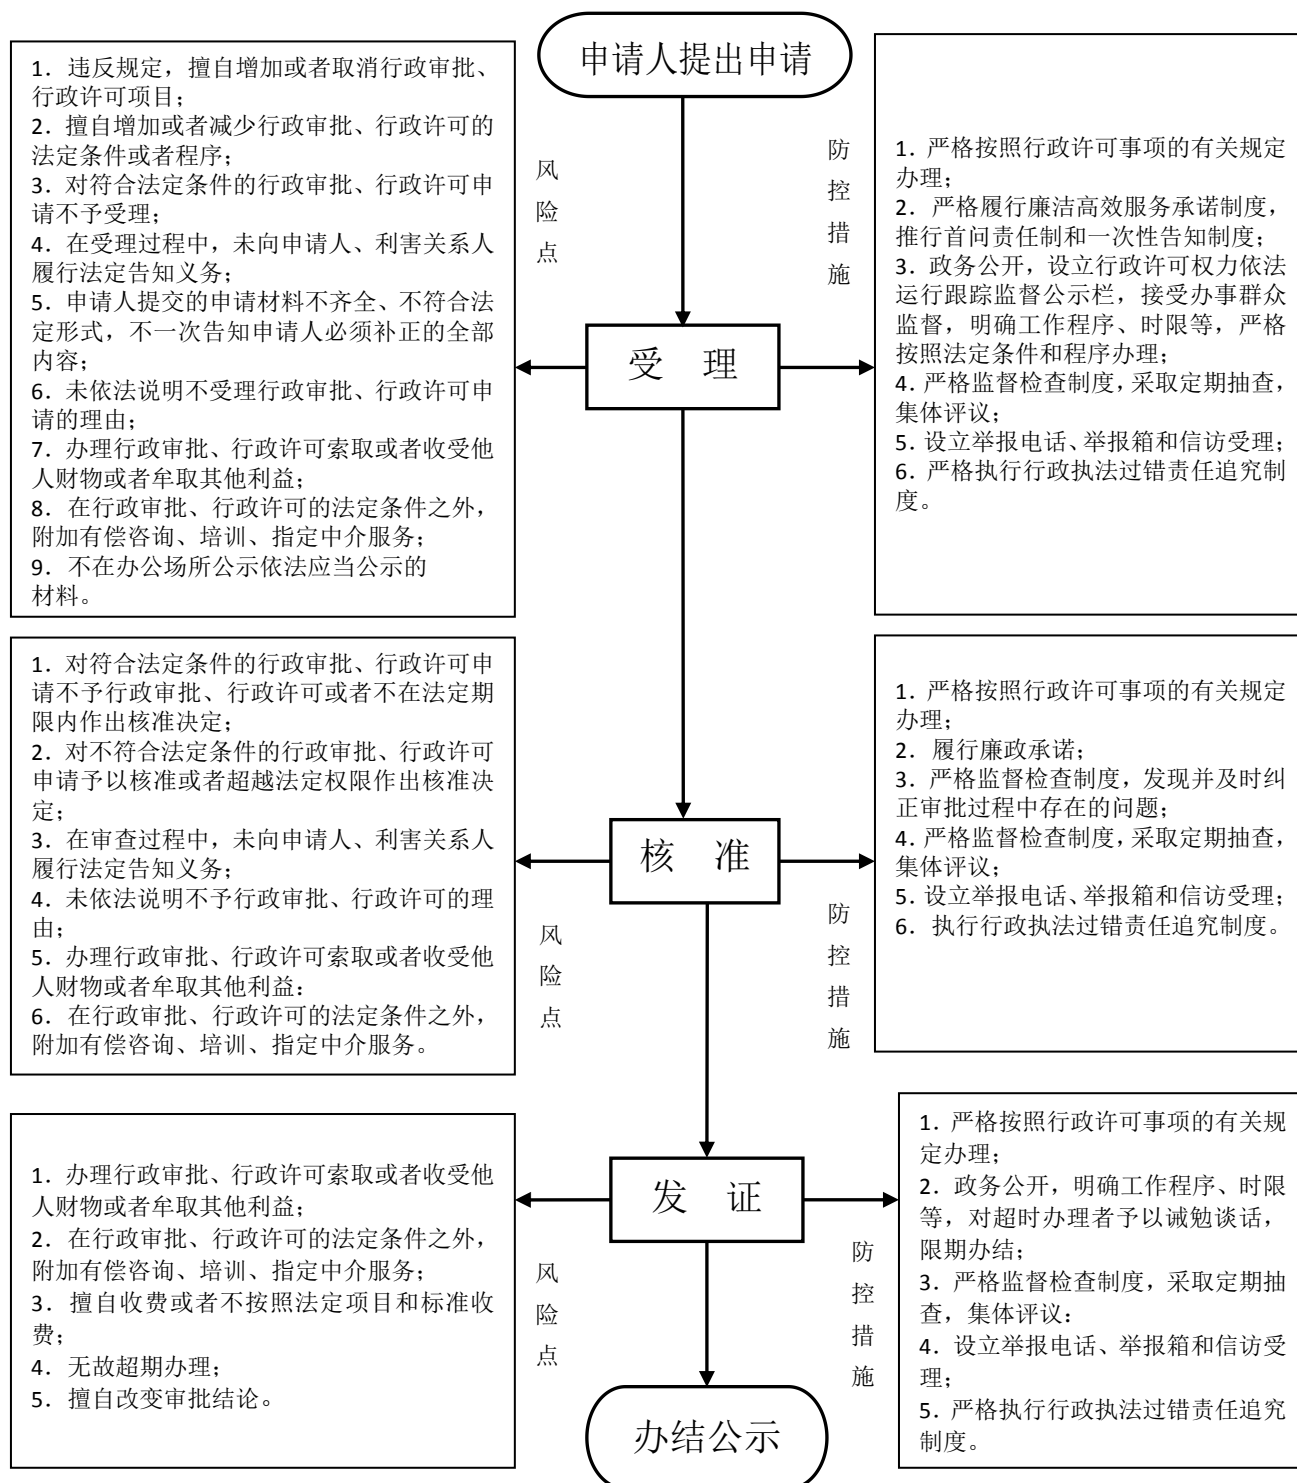 申请人提出申请
1. 违反规定，擅自增加或者取消行政审批、
行政许可项目；
2. 擅自增加或者减少行政审批、行政许可的
法定条件或者程序；
3. 对符合法定条件的行政审批、行政许可申
请不予受理；
4. 在受理过程中，未向申请人、利害关系人
履行法定告知义务；
5. 申请人提交的申请材料不齐全、不符合法
定形式，不一次告知申请人必须补正的全部
内容；
6. 未依法说明不受理行政审批、行政许可申
请的理由；
7. 办理行政审批、行政许可索取或者收受他
人财物或者牟取其他利益；
8. 在行政审批、行政许可的法定条件之外，
附加有偿咨询、培训、指定中介服务；
9. 不在办公场所公示依法应当公示的
材料。
风险点
受 理
防控措施
1. 严格按照行政许可事项的有关规定
办理；
2. 严格履行廉洁高效服务承诺制度，
推行首问责任制和一次性告知制度；
3. 政务公开，设立行政许可权力依法
运行跟踪监督公示栏，接受办事群众
监督，明确工作程序、时限等，严格
按照法定条件和程序办理；
4. 严格监督检查制度，采取定期抽查，
集体评议；
5. 设立举报电话、举报箱和信访受理；
6. 严格执行行政执法过错责任追究制
度。
1. 对符合法定条件的行政审批、行政许可申
请不予行政审批、行政许可或者不在法定期
限内作出核准决定；
2. 对不符合法定条件的行政审批、行政许可
申请予以核准或者超越法定权限作出核准决
定；
3. 在审查过程中，未向申请人、利害关系人
履行法定告知义务；
4. 未依法说明不予行政审批、行政许可的理
由；
5. 办理行政审批、行政许可索取或者收受他
人财物或者牟取其他利益：
6. 在行政审批、行政许可的法定条件之外，
附加有偿咨询、培训、指定中介服务。
风险点
核 准
防控措施
1. 严格按照行政许可事项的有关规定
办理；
2. 履行廉政承诺；
3. 严格监督检查制度，发现并及时纠
正审批过程中存在的问题；
4. 严格监督检查制度，采取定期抽查，
集体评议；
5. 设立举报电话、举报箱和信访受理；
6. 执行行政执法过错责任追究制度。
1. 办理行政审批、行政许可索取或者收受他
人财物或者牟取其他利益；
2. 在行政审批、行政许可的法定条件之外，
附加有偿咨询、培训、指定中介服务；
3. 擅自收费或者不按照法定项目和标准收
费；
4. 无故超期办理；
5. 擅自改变审批结论。
风险点
发 证
防控措施
1. 严格按照行政许可事项的有关规
定办理；
2. 政务公开，明确工作程序、时限
等，对超时办理者予以诫勉谈话，
限期办结；
3. 严格监督检查制度，采取定期抽
查，集体评议：
4. 设立举报电话、举报箱和信访受
理；
5. 严格执行行政执法过错责任追究
制度。
办结公示